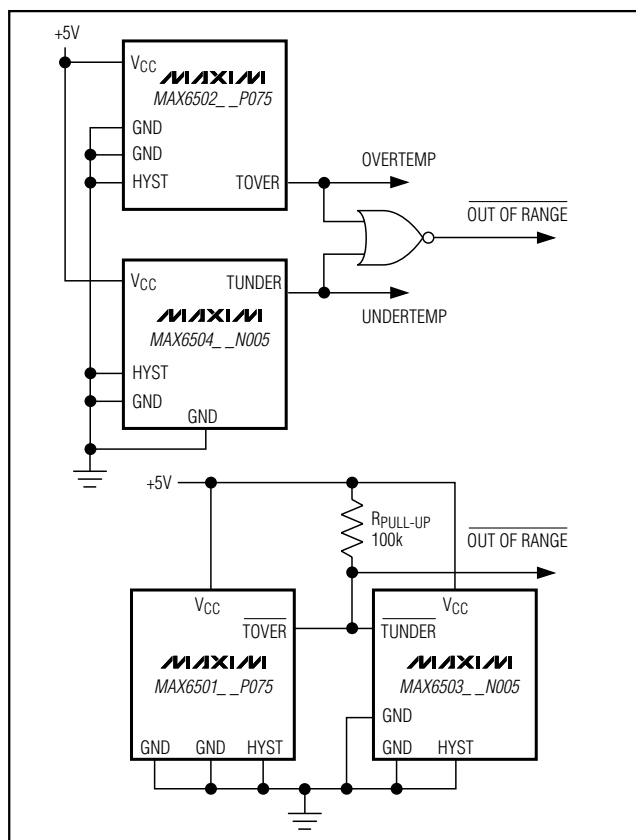 +5V
VCC
MAXIM
MAX6502_ _P075
GND
GND
HYST
TOVER
OVERTEMP
OUT OF RANGE
VCC
TUNDER
MAXIM
MAX6504_ _N005
UNDERTEMP
HYST
GND
GND
+5V
RPULL-UP
100k
OUT OF RANGE
VCC
TOVER
MAXIM
MAX6501_ _P075
GND
GND
HYST
VCC
TUNDER
MAXIM
MAX6503_ _N005
GND
GND
HYST